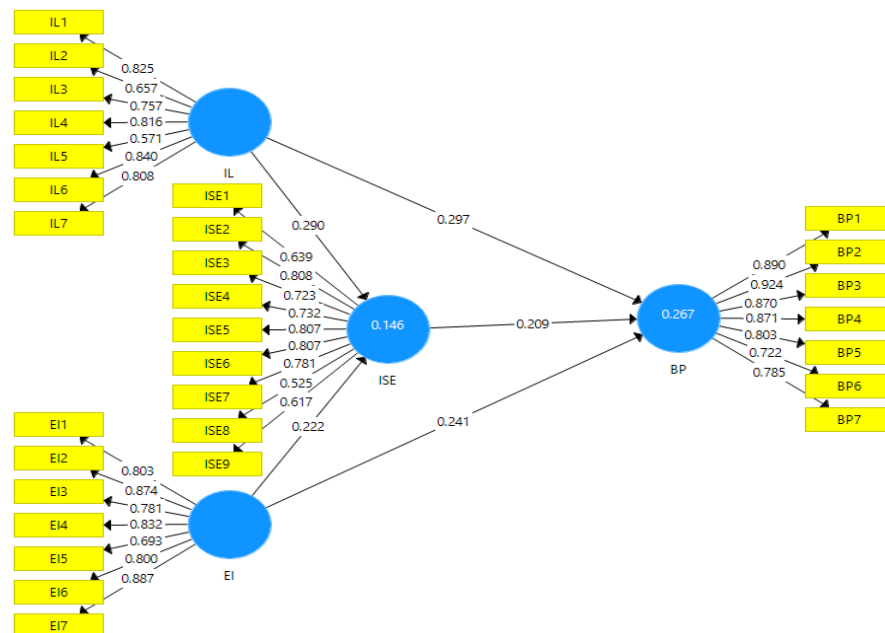 IL1
IL2
IL3
IL4
IL5
IL6
IL7
0.825
0.657
0.757
0.816
0.571
0.840
0.808
IL
ISE1
ISE2
ISE3
ISE4
ISE5
ISE6
ISE7
ISE8
ISE9
0.639
0.808
0.723
0.732
0.807
0.807
0.781
0.525
0.617
0.290
0.222
0.146
ISE
0.297
0.209
0.241
0.267
BP
0.890
0.924
0.870
0.871
0.803
0.722
0.785
BP1
BP2
BP3
BP4
BP5
BP6
BP7
EI1
EI2
EI3
EI4
EI5
EI6
EI7
0.803
0.874
0.781
0.832
0.693
0.800
0.887
EI